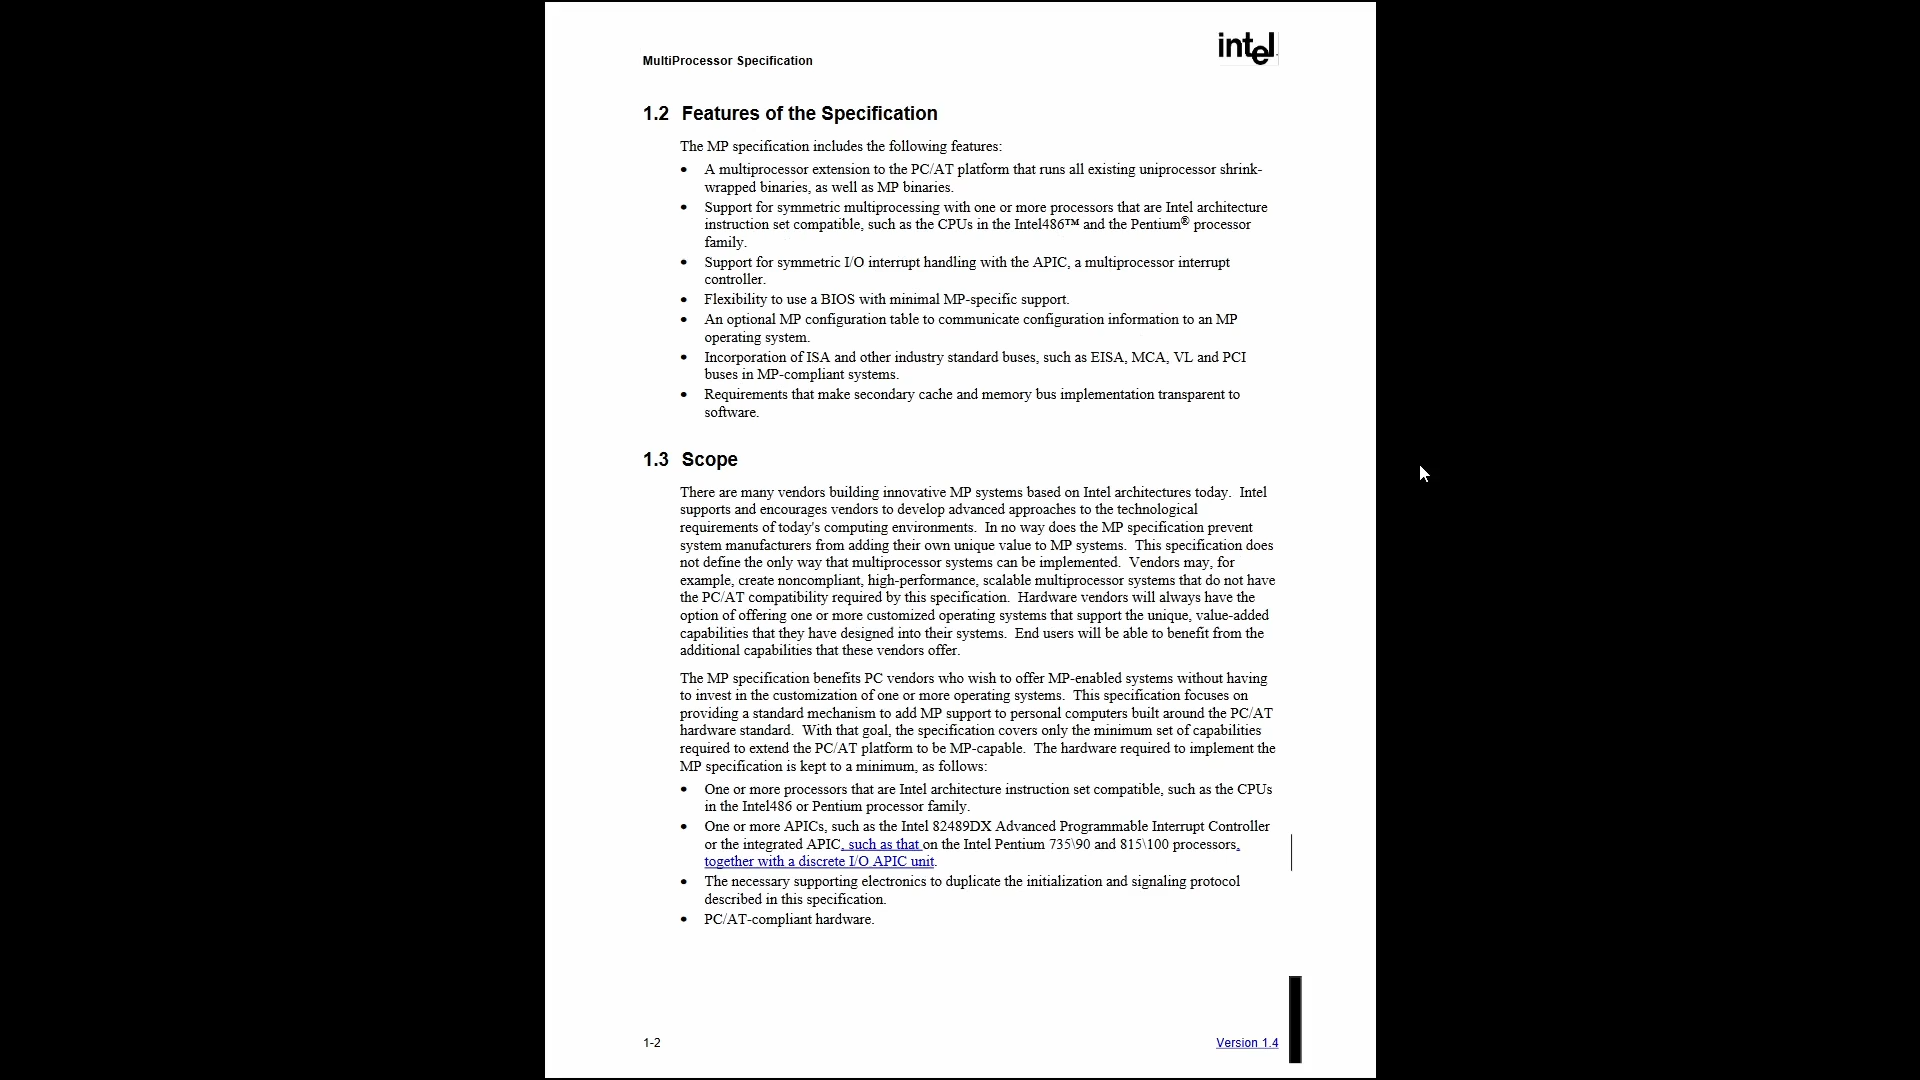 MultiProcessor Specification
intel
1.2 Features of the Specification
The MP specification includes the following features:
• A multiprocessor extension to the PC/AT platform that runs all existing uniprocessor shrink-
wrapped binaries, as well as MP binaries.
• Support for symmetric multiprocessing with one or more processors that are Intel architecture
instruction set compatible, such as the CPUs in the Intel486™ and the Pentium® processor
family.
• Support for symmetric I/O interrupt handling with the APIC, a multiprocessor interrupt
controller.
• Flexibility to use a BIOS with minimal MP-specific support.
• An optional MP configuration table to communicate configuration information to an MP
operating system.
• Incorporation of ISA and other industry standard buses, such as EISA, MCA, VL and PCI
buses in MP-compliant systems.
• Requirements that make secondary cache and memory bus implementation transparent to
software.
1.3 Scope
There are many vendors building innovative MP systems based on Intel architectures today. Intel
supports and encourages vendors to develop advanced approaches to the technological
requirements of today's computing environments. In no way does the MP specification prevent
system manufacturers from adding their own unique value to MP systems. This specification does
not define the only way that multiprocessor systems can be implemented. Vendors may, for
example, create noncompliant, high-performance, scalable multiprocessor systems that do not have
the PC/AT compatibility required by this specification. Hardware vendors will always have the
option of offering one or more customized operating systems that support the unique, value-added
capabilities that they have designed into their systems. End users will be able to benefit from the
additional capabilities that these vendors offer.
The MP specification benefits PC vendors who wish to offer MP-enabled systems without having
to invest in the customization of one or more operating systems. This specification focuses on
providing a standard mechanism to add MP support to personal computers built around the PC/AT
hardware standard. With that goal, the specification covers only the minimum set of capabilities
required to extend the PC/AT platform to be MP-capable. The hardware required to implement the
MP specification is kept to a minimum, as follows:
• One or more processors that are Intel architecture instruction set compatible, such as the CPUs
in the Intel486 or Pentium processor family.
• One or more APICs, such as the Intel 82489DX Advanced Programmable Interrupt Controller
or the integrated APIC, such as that on the Intel Pentium 735\90 and 815\100 processors,
together with a discrete I/O APIC unit.
• The necessary supporting electronics to duplicate the initialization and signaling protocol
described in this specification.
• PC/AT-compliant hardware.
1-2
Version 1.4